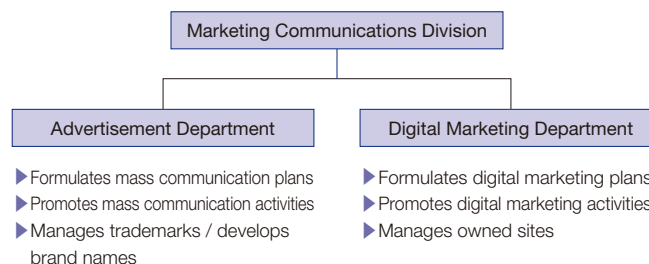 Marketing Communications Division
Advertisement Department
Formulates mass communication plans
Promotes mass communication activities
Manages trademarks / develops
brand names
Digital Marketing Department
Formulates digital marketing plans
Promotes digital marketing activities
Manages owned sites